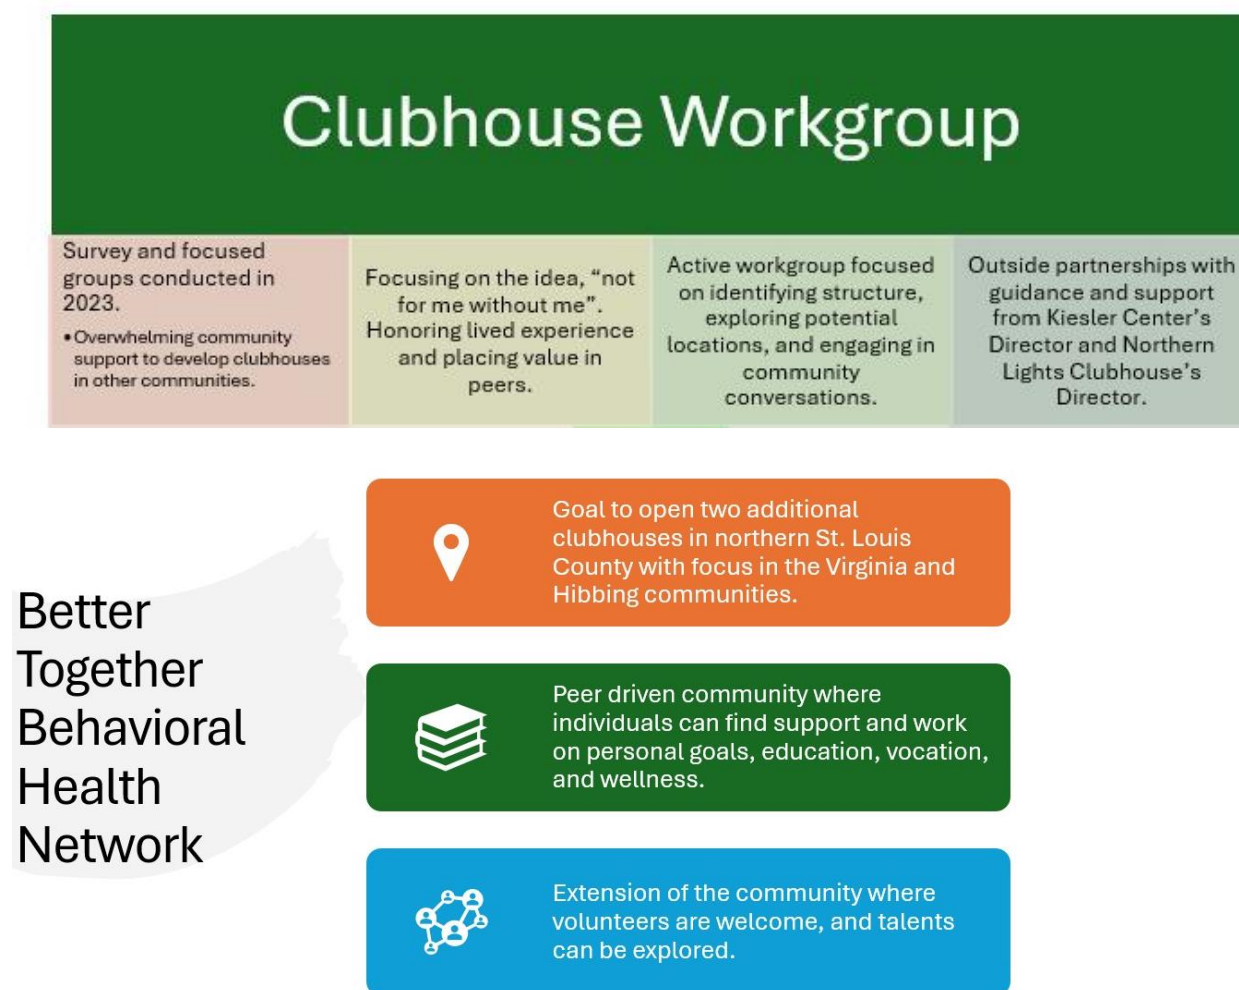 Clubhouse Workgroup
Survey and focused
groups conducted in
2023.
•Overwhelming community
support to develop clubhouses
in other communities.
Focusing on the idea, “not
for me without me”.
Honoring lived experience
and placing value in
peers.
Active workgroup focused
on identifying structure,
exploring potential
locations, and engaging in
community
conversations.
Outside partnerships with
guidance and support
from Kiesler Center’s
Director and Northern
Lights Clubhouse’s
Director.
Better
Together
Behavioral
Health
Network
Goal to open two additional
clubhouses in northern St. Louis
County with focus in the Virginia and
Hibbing communities.
Peer driven community where
individuals can find support and work
on personal goals, education, vocation,
and wellness.
Extension of the community where
volunteers are welcome, and talents
can be explored.